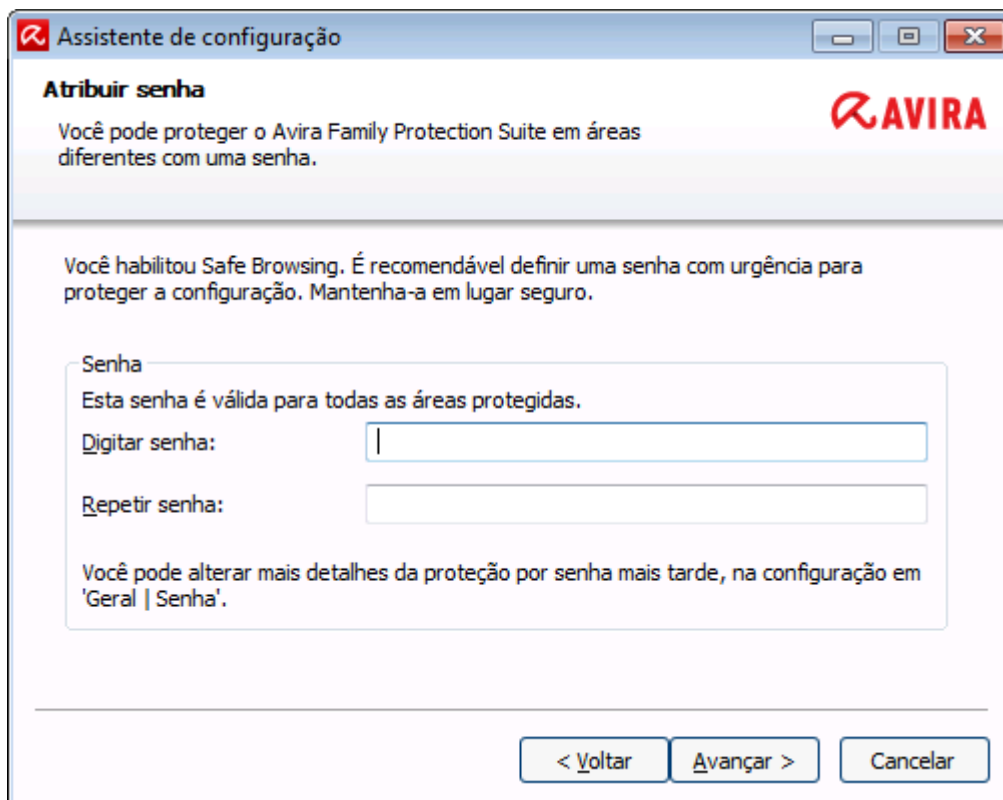 Assistente de configuração
Atribuir senha
Você pode proteger o Avira Family Protection Suite em áreas
diferentes com uma senha.
AVIRA
Você habilitou Safe Browsing. É recomendável definir uma senha com urgência para
proteger a configuração. Mantenha-a em lugar seguro.
Senha
Esta senha é válida para todas as áreas protegidas.
Digitar senha:
Repetir senha:
Você pode alterar mais detalhes da proteção por senha mais tarde, na configuração em
'Geral | Senha'.
< Voltar Avançar > Cancelar